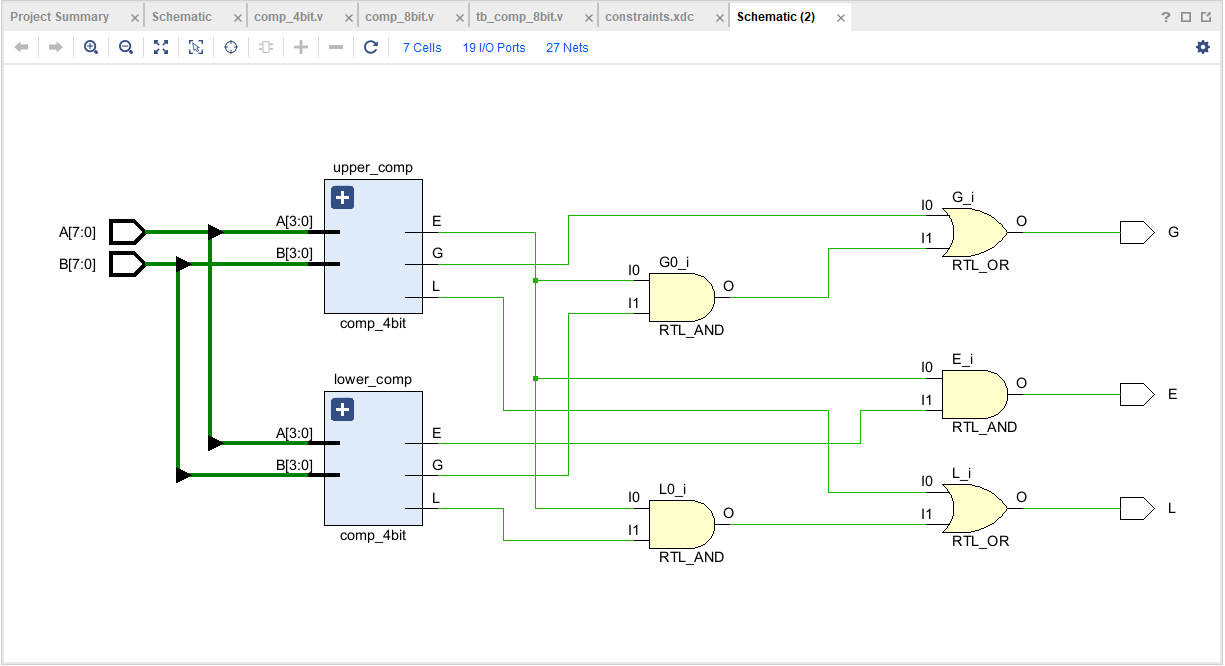 Project Summary × Schematic × comp_4bit.v × comp_8bit.v × tb_comp_8bit.v × constraints.xdc × Schematic (2) × ?
7 Cells 19 I/O Ports 27 Nets
upper_comp
A[7:0]
B[7:0]
A[3:0]
B[3:0]
E
G
L
comp_4bit
lower_comp
A[3:0]
B[3:0]
E
G
L
comp_4bit
G0_i
I0
I1
O
RTL_AND
L0_i
I0
I1
O
RTL_AND
G_i
I0
I1
O
RTL_OR
G
E_i
I0
I1
O
RTL_AND
E
L_i
I0
I1
O
RTL_OR
L